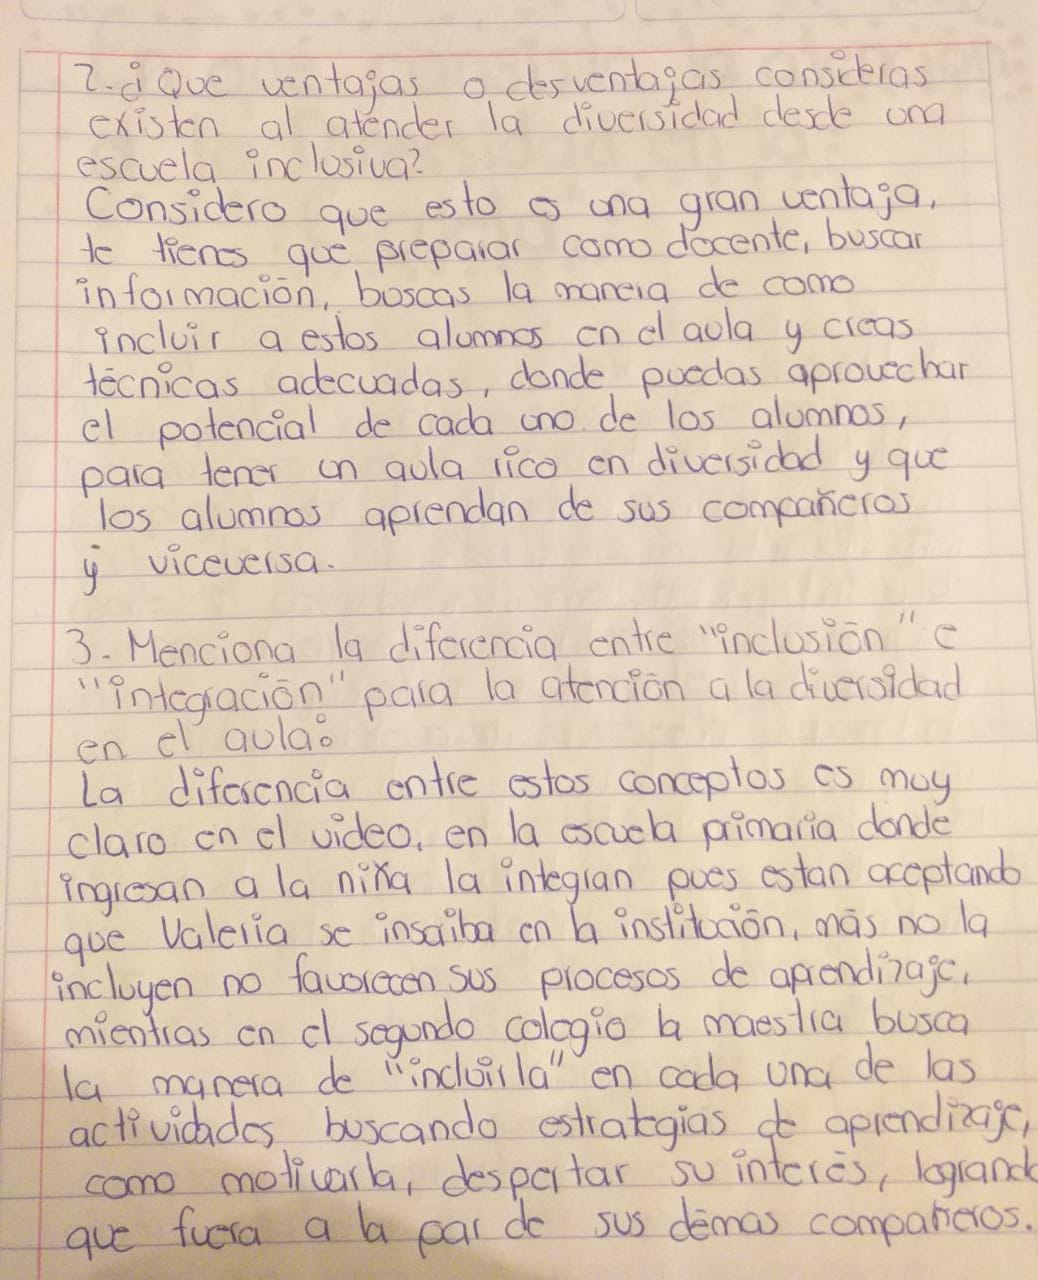 2. ¿Que ventajas o desventajas consideras
existen al atender la diversidad desde una
escuela inclusiva?
Considero que esto es una gran ventaja,
te tienes que preparar como docente, buscar
información, buscas la manera de como
incluir a estos alumnos en el aula y creas
técnicas adecuadas, donde puedas aprovechar
el potencial de cada uno de los alumnos,
para tener un aula rico en diversidad y que
los alumnos aprendan de sus compañeros
y viceversa.
3. Menciona la diferencia entre "inclusión" e
"integración" para la atención a la diversidad
en el aula:
La diferencia entre estos conceptos es muy
claro en el video, en la escuela primaria donde
ingresan a la niña la integran pues estan aceptando
que Valeria se inscriba en la institución, más no la
incluyen no favorecen sus procesos de aprendizaje,
mientras en el segundo colegio la maestra busca
la manera de "incluirla" en cada una de las
actividades buscando estrategias de aprendizaje,
como motivarla, despertar su interés, logrando
que fuera a la par de sus démas compañeros.